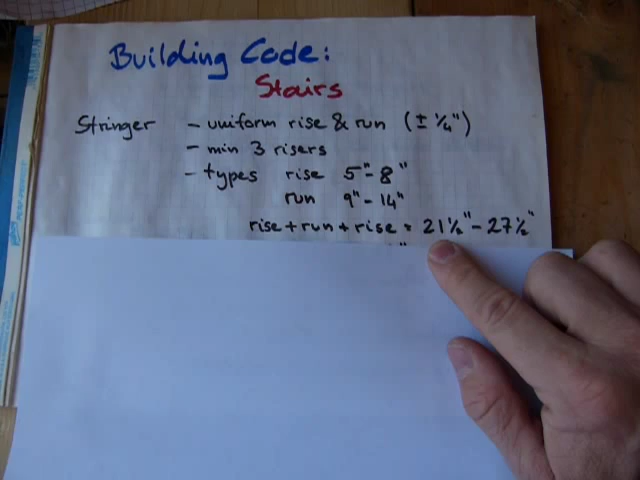 Building Code:
Stairs
Stringer - uniform rise & run (± 1/4")
- min 3 risers
- types rise 5"-8"
run 9"-14"
rise + run + rise = 21 1/2" - 27 1/2"